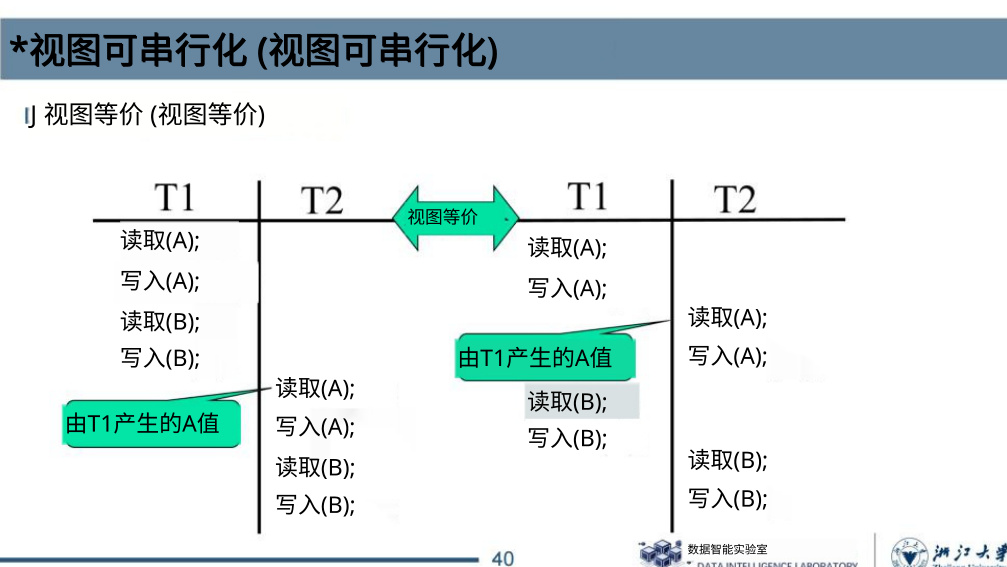 *视图可串行化 (视图可串行化)
IJ 视图等价 (视图等价)
T1
T2
视图等价
T1
T2
读取(A);
写入(A);
读取(B);
写入(B);
由T1产生的A值
读取(A);
写入(A);
读取(B);
写入(B);
读取(A);
写入(A);
由T1产生的A值
读取(B);
写入(B);
读取(A);
写入(A);
读取(B);
写入(B);
40
数据智能实验室
DATA INTELLIGENCE LABORATORY
浙江大学